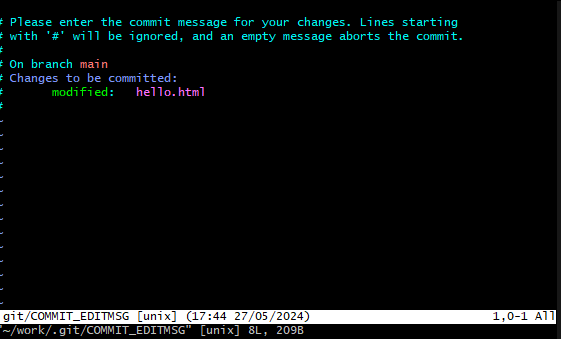 # Please enter the commit message for your changes. Lines starting
# with '#' will be ignored, and an empty message aborts the commit.
#
# On branch main
# Changes to be committed:
#       modified:   hello.html
#
~
~
~
~
~
~
~
~
~
~
~
~
~
~
.git/COMMIT_EDITMSG [unix] (17:44 27/05/2024) 1,0-1 All
"~/work/.git/COMMIT_EDITMSG" [unix] 8L, 209B